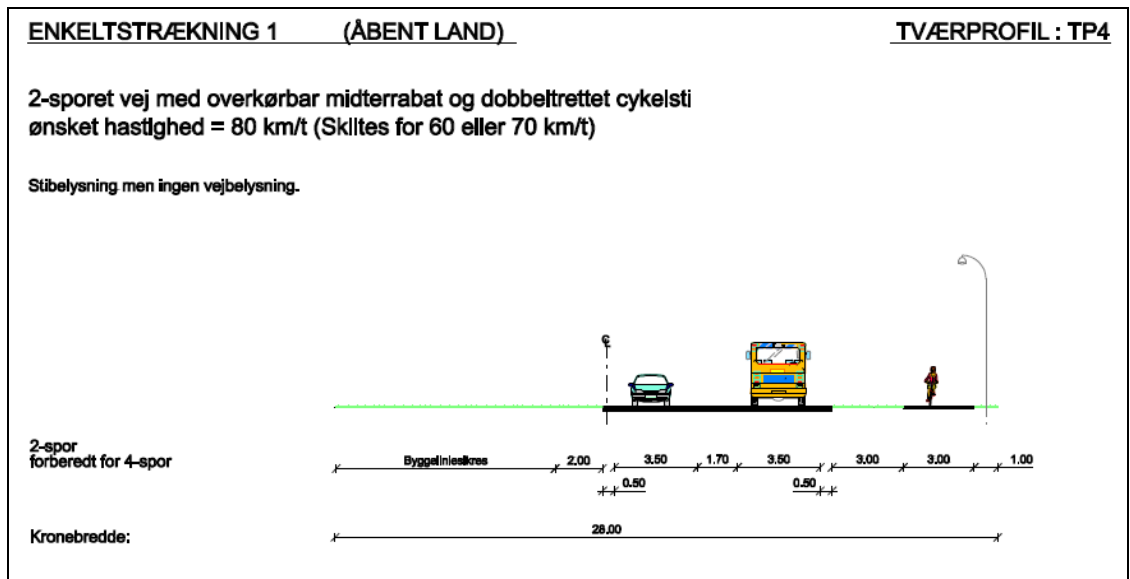 ENKELTSTRÆKNING 1 (ÅBENT LAND) TVÆRPROFIL : TP4
2-sporet vej med overkørbar midterrabat og dobbeltrettet cykelsti
ønsket hastighed = 80 km/t (Skiltes for 60 eller 70 km/t)
Stibelysning men ingen vejbelysning.
2-spor
forberedt for 4-spor
Byggeliniesikres 2.00 3.50 1.70 3.50 3.00 3.00 1.00
0.50 0.50
Kronebredde: 28.00